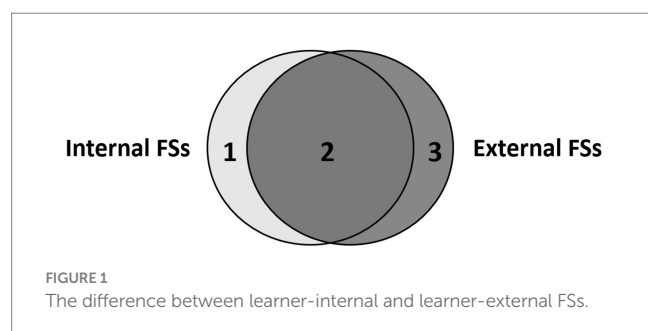 Internal FSs 1 2 3 External FSs
FIGURE 1
The difference between learner-internal and learner-external FSs.